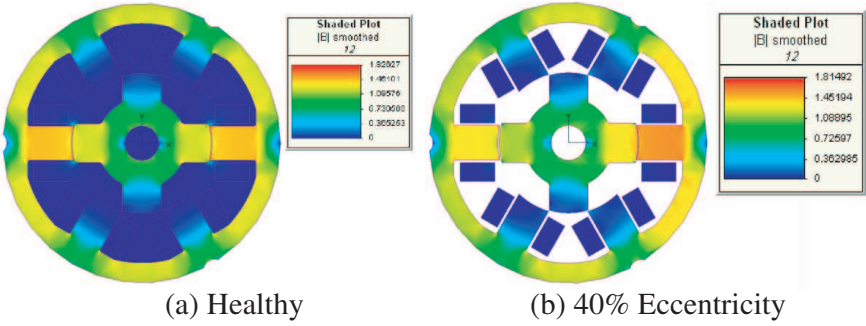 Shaded Plot
|B| smoothed
12
1.82627
1.46101
1.09576
0.730506
0.365253
0
Y
X
(a) Healthy
Shaded Plot
|B| smoothed
12
1.81492
1.45194
1.08895
0.72597
0.362985
0
Y
X
(b) 40% Eccentricity